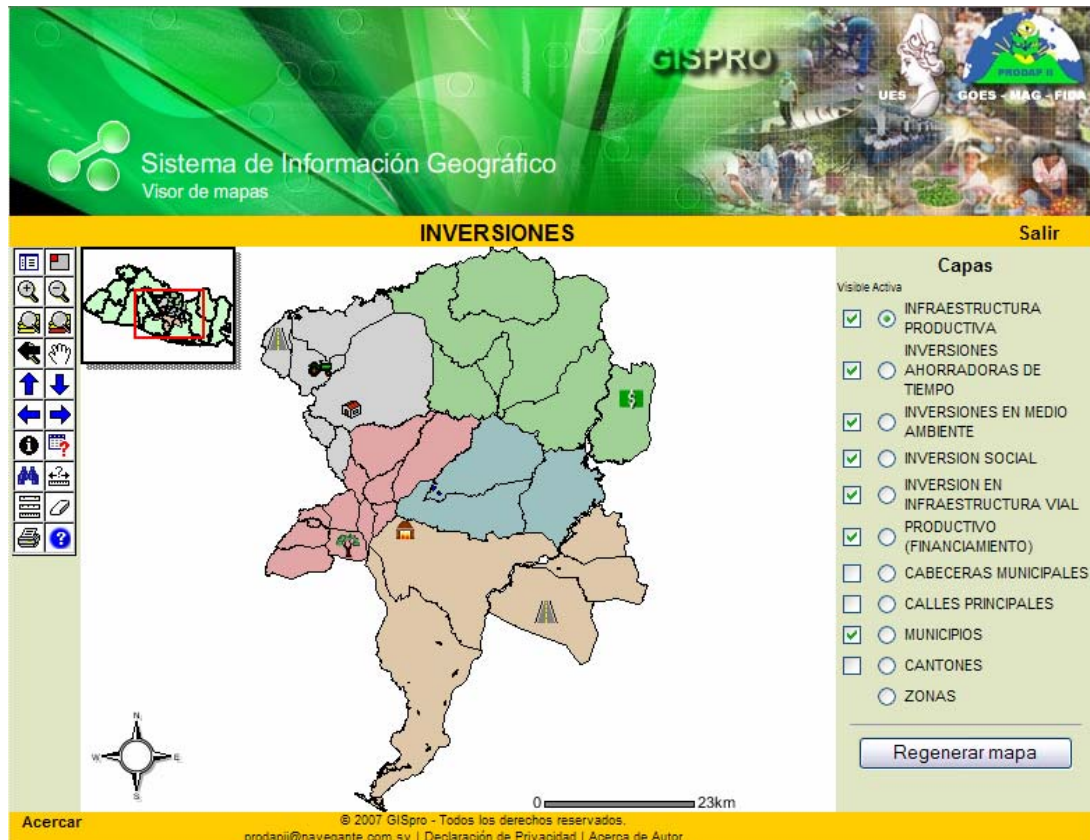 GISPRO
UES
PRODAP II
GOES - MAG - FIDA
Sistema de Información Geográfico
Visor de mapas
INVERSIONES
Salir
Capas
Visible Activa
INFRAESTRUCTURA
PRODUCTIVA
INVERSIONES
AHORRADORAS DE
TIEMPO
INVERSIONES EN MEDIO
AMBIENTE
INVERSION SOCIAL
INVERSION EN
INFRAESTRUCTURA VIAL
PRODUCTIVO
(FINANCIAMIENTO)
CABECERAS MUNICIPALES
CALLES PRINCIPALES
MUNICIPIOS
CANTONES
ZONAS
Regenerar mapa
N
W
E
S
0
23km
Acercar
© 2007 GISpro - Todos los derechos reservados.
prodapii@navegante.com.sv | Declaración de Privacidad | Acerca de Autor